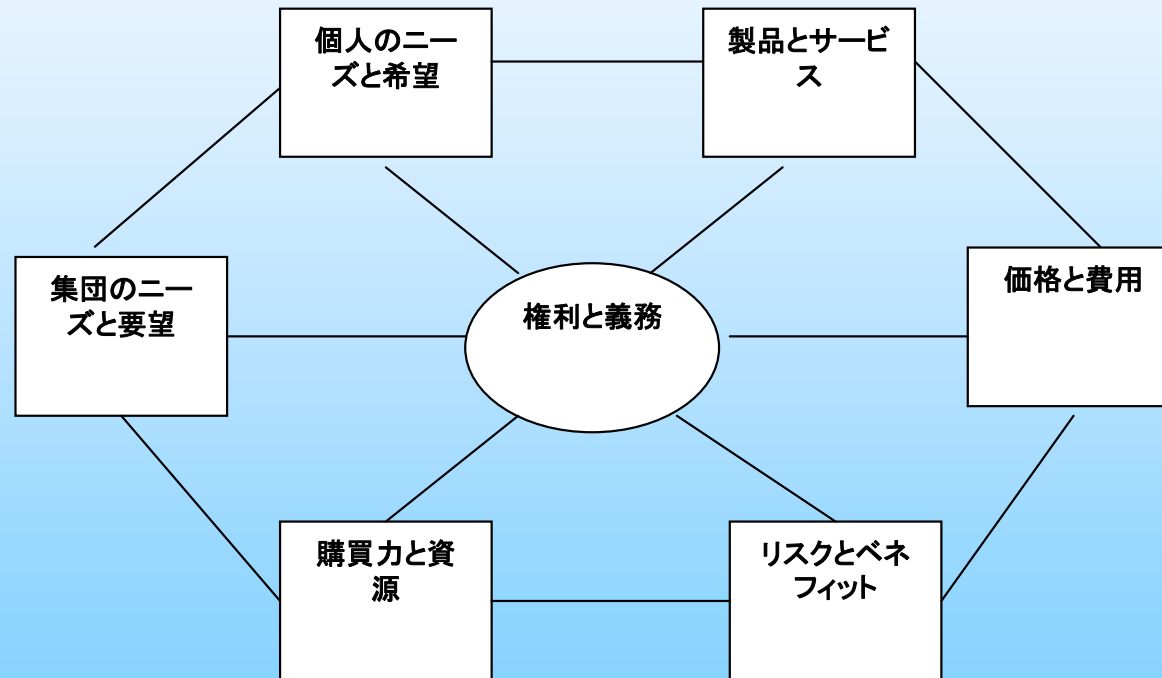 個人のニー
ズと希望
製品とサービ
ス
集団のニー
ズと要望
権利と義務
価格と費用
購買力と資
源
リスクとベネ
フィット